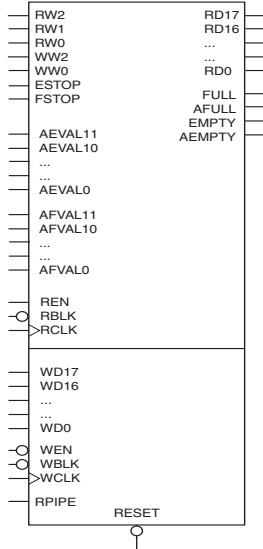 RW2
RW1
RW0
WW2
WW0
ESTOP
FSTOP
RD17
RD16
...
...
RD0
FULL
AFULL
EMPTY
AEMPTY
AEVAL11
AEVAL10
...
...
AEVAL0
AFVAL11
AFVAL10
...
...
AFVAL0
REN
RBLK
RCLK
WD17
WD16
...
...
WD0
WEN
WBLK
WCLK
RPIPE
RESET